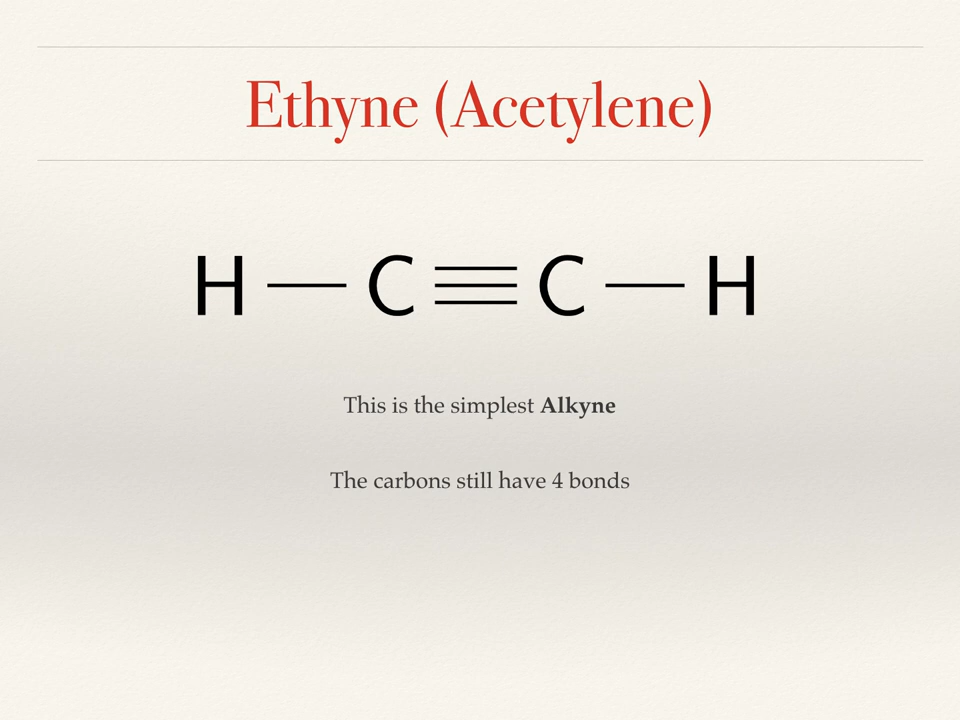 Ethyne (Acetylene)
H — C ≡ C — H
This is the simplest Alkyne
The carbons still have 4 bonds